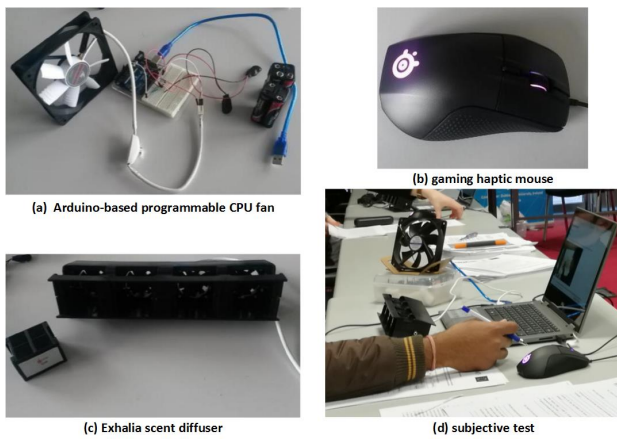 (a) Arduino-based programmable CPU fan
(b) gaming haptic mouse
(c) Exhalia scent diffuser
(d) subjective test